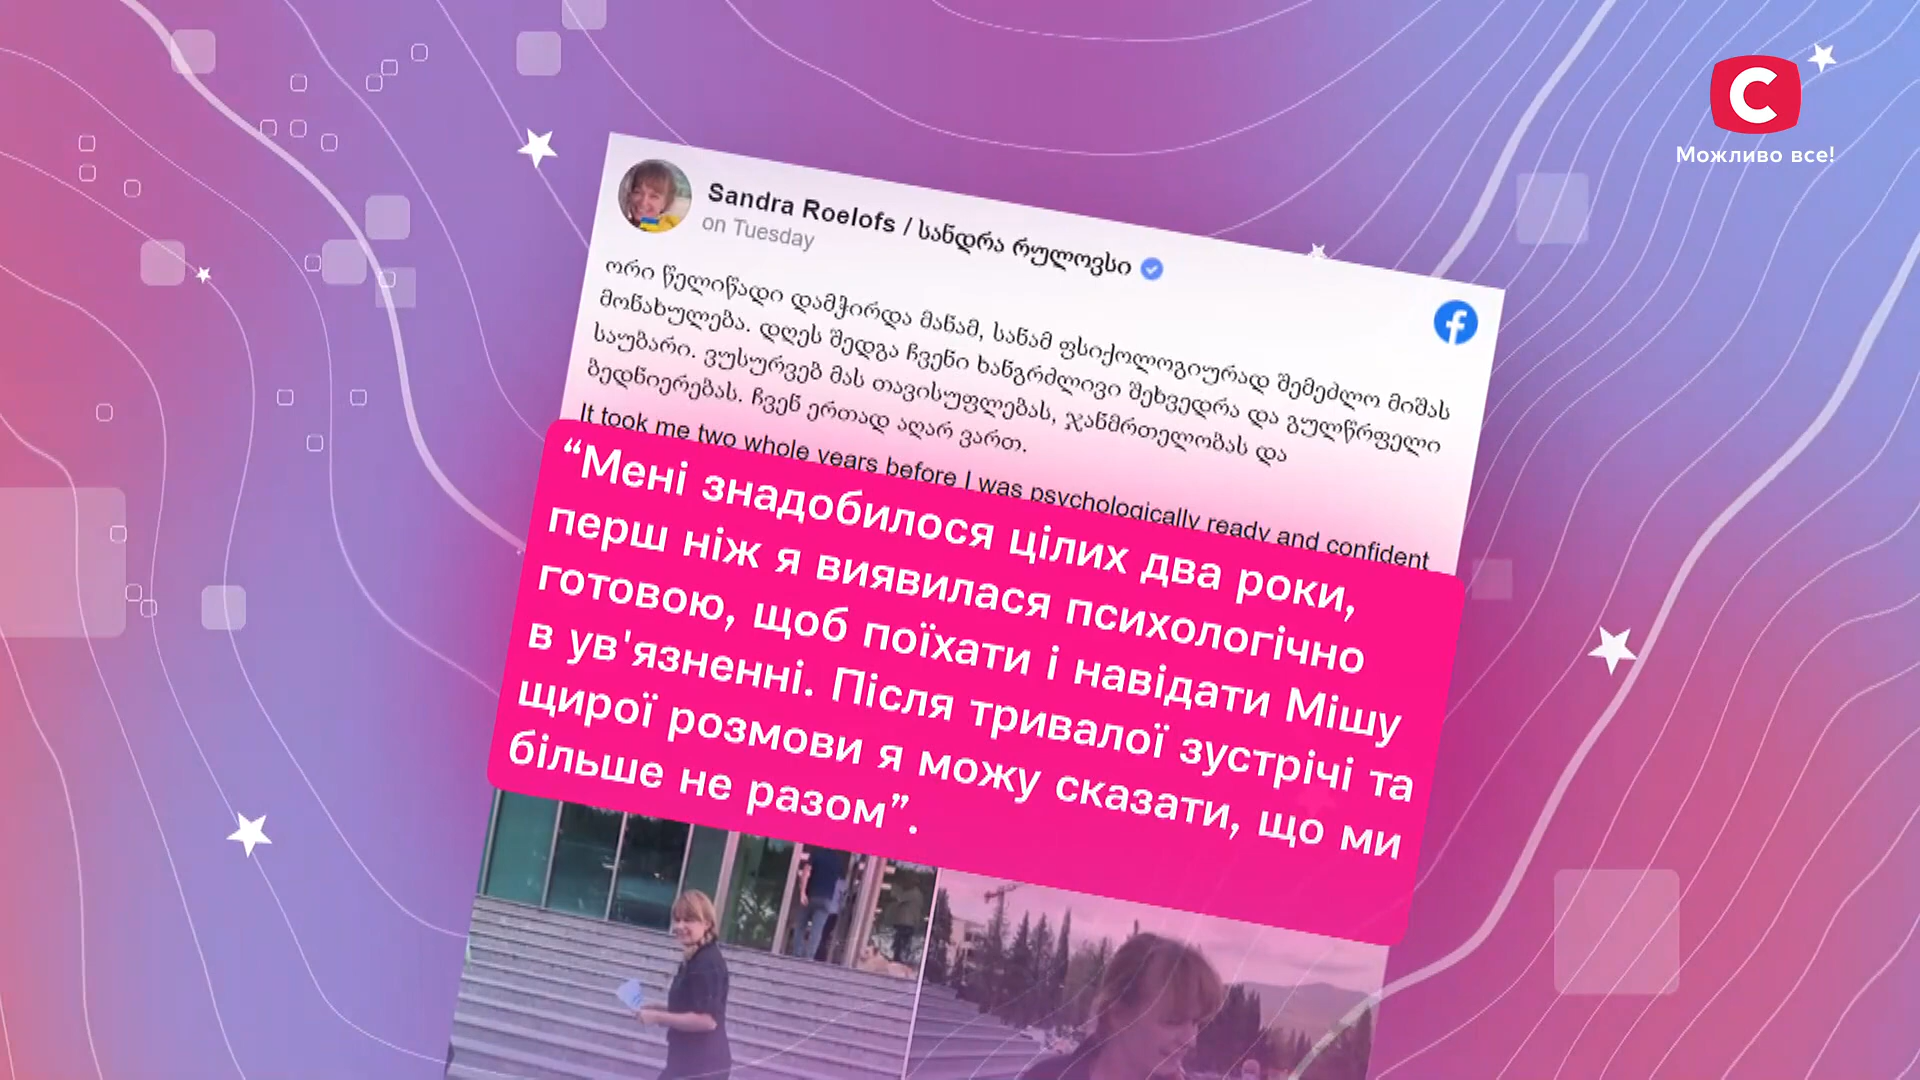 C
Можливо все!
Sandra Roelofs / სანდრა რულოვსი
on Tuesday
ორი წელიწადი დამჭირდა მანამ, სანამ ფსიქოლოგიურად შემეძლო მიშას
მონახულება. დღეს შედგა ჩვენი ხანგრძლივი შეხვედრა და გულწრფელი
საუბარი. ვუსურვებ მას თავისუფლებას, ჯანმრთელობას და
ბედნიერებას. ჩვენ ერთად აღარ ვართ.
It took me two whole years before I was psychologically ready and confident
“Мені знадобилося цілих два роки,
перш ніж я виявилася психологічно
готовою, щоб поїхати і навідати Мішу
в ув'язненні. Після тривалої зустрічі та
щирої розмови я можу сказати, що ми
більше не разом”.